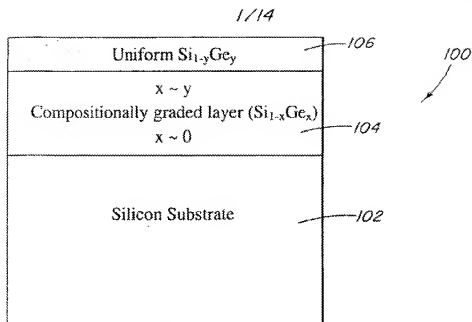 1/14
Uniform Si₁₋yGey
106
100
x ~ y
Compositionally graded layer (Si₁₋ₓGeₓ)
104
x ~ 0
Silicon Substrate
102